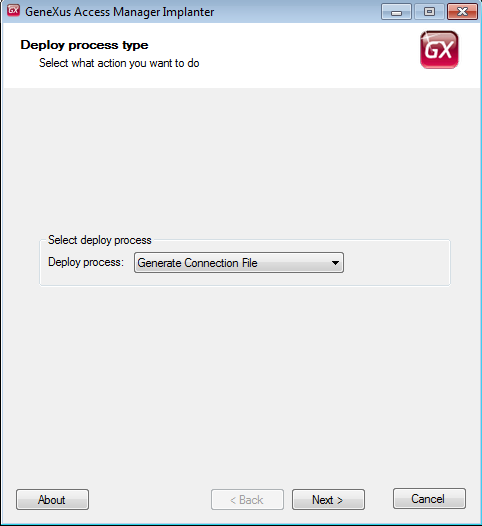 GeneXus Access Manager Implanter
Deploy process type
Select what action you want to do
GX
Select deploy process
Deploy process: Generate Connection File
About < Back Next > Cancel